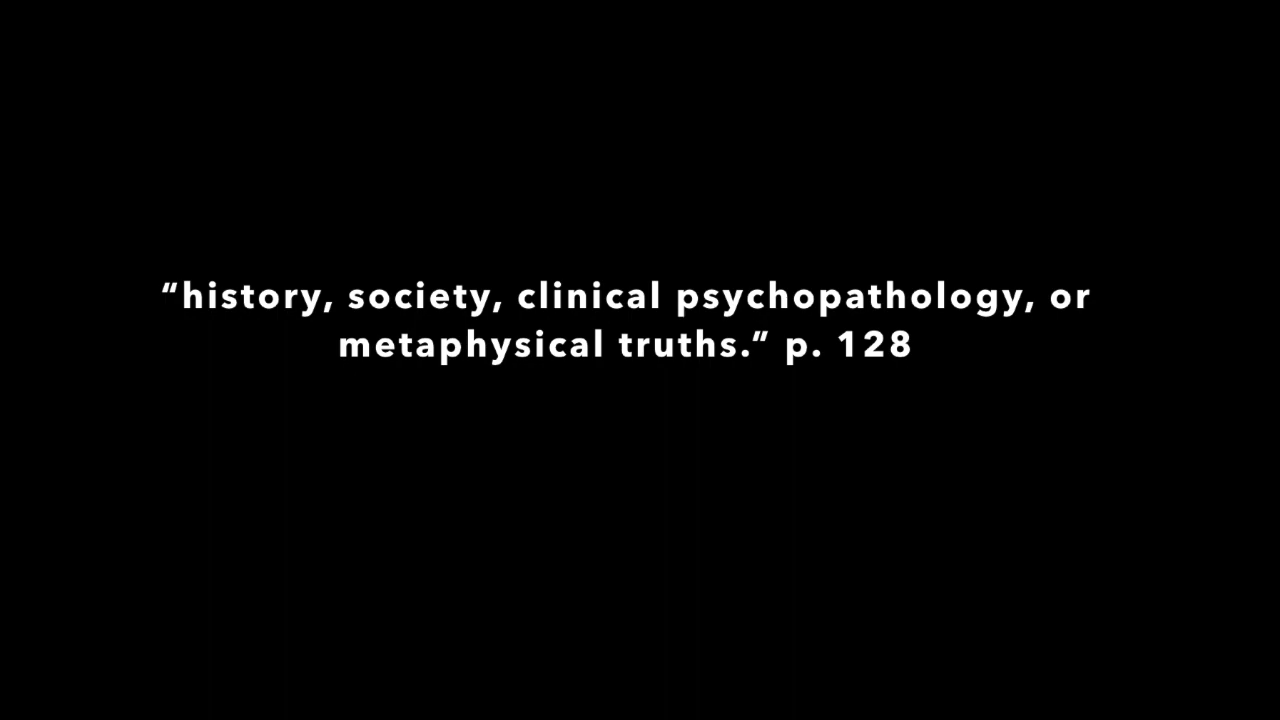 “history, society, clinical psychopathology, or
metaphysical truths.” p. 128